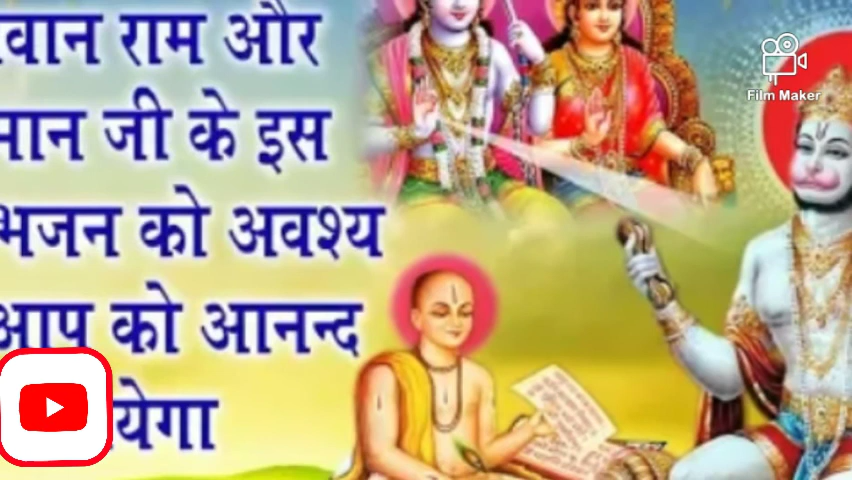 वान राम और
मान जी के इस
भजन को अवश्य
आप को आनन्द
येगा
Film Maker